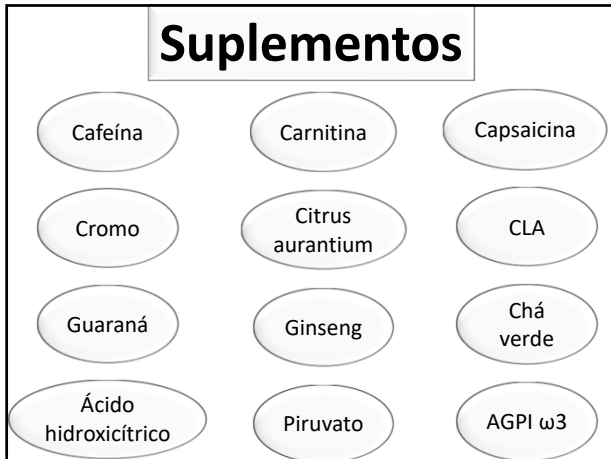 Suplementos
Cafeína
Carnitina
Capsaicina
Cromo
Citrus
aurantium
CLA
Guaraná
Ginseng
Chá
verde
Ácido
hidroxicítrico
Piruvato
AGPI ω3